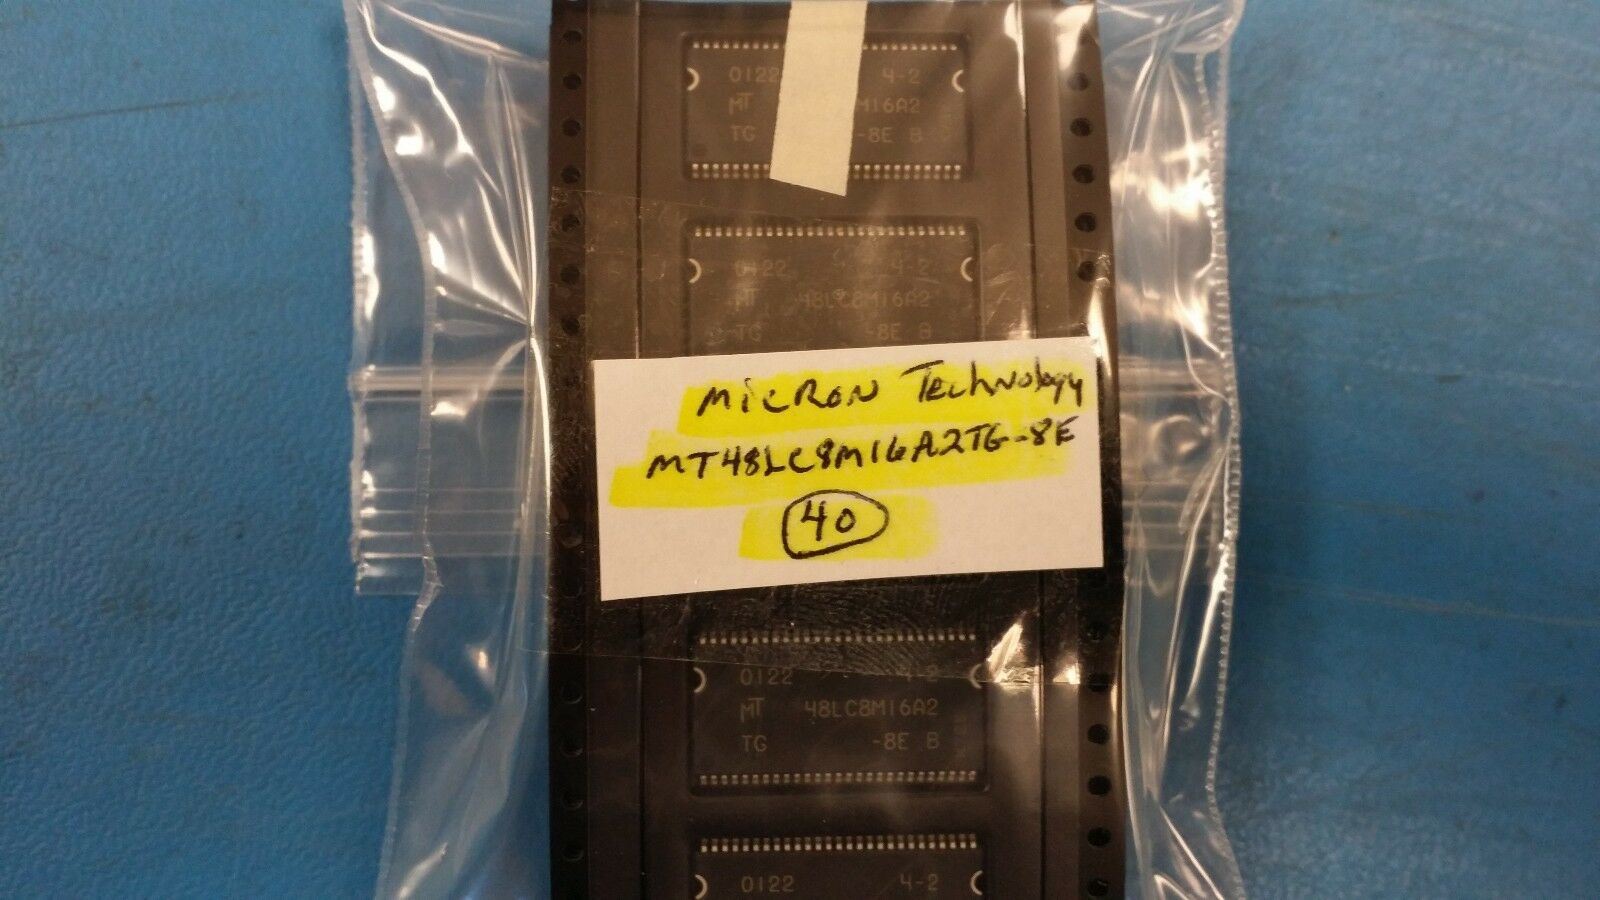 0122 4-2
MT 8M16A2
TG -8E B
0122 4-2
MT 48LC8M16A2
TG -8E B
Micron Technology
MT48LC8M16A2TG-8E
40
0122 4-2
MT 48LC8M16A2
TG -8E B
0122 4-2